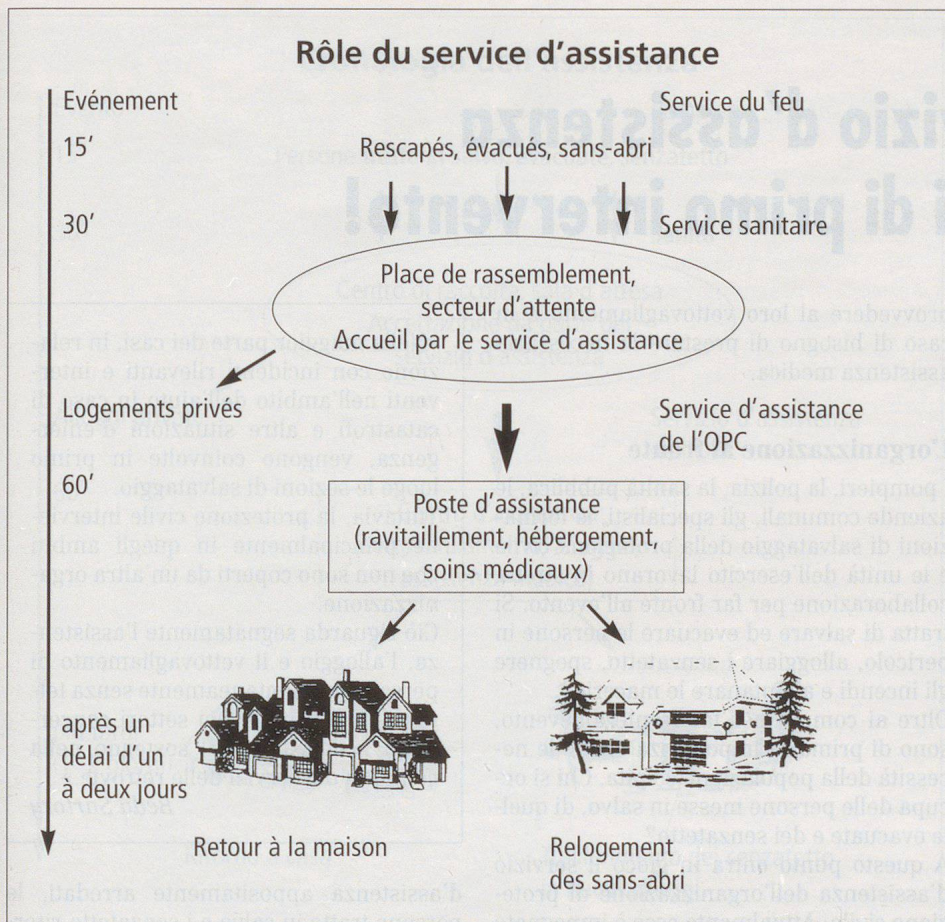 Rôle du service d’assistance
Evénement
Service du feu
15’
Rescapés, évacués, sans-abri
30’
Service sanitaire
Place de rassemblement,
secteur d’attente
Accueil par le service d’assistance
Logements privés
Service d’assistance
de l’OPC
60’
Poste d’assistance
(ravitaillement, hébergement,
soins médicaux)
après un
délai d’un
à deux jours
Retour à la maison
Relogement
des sans-abri